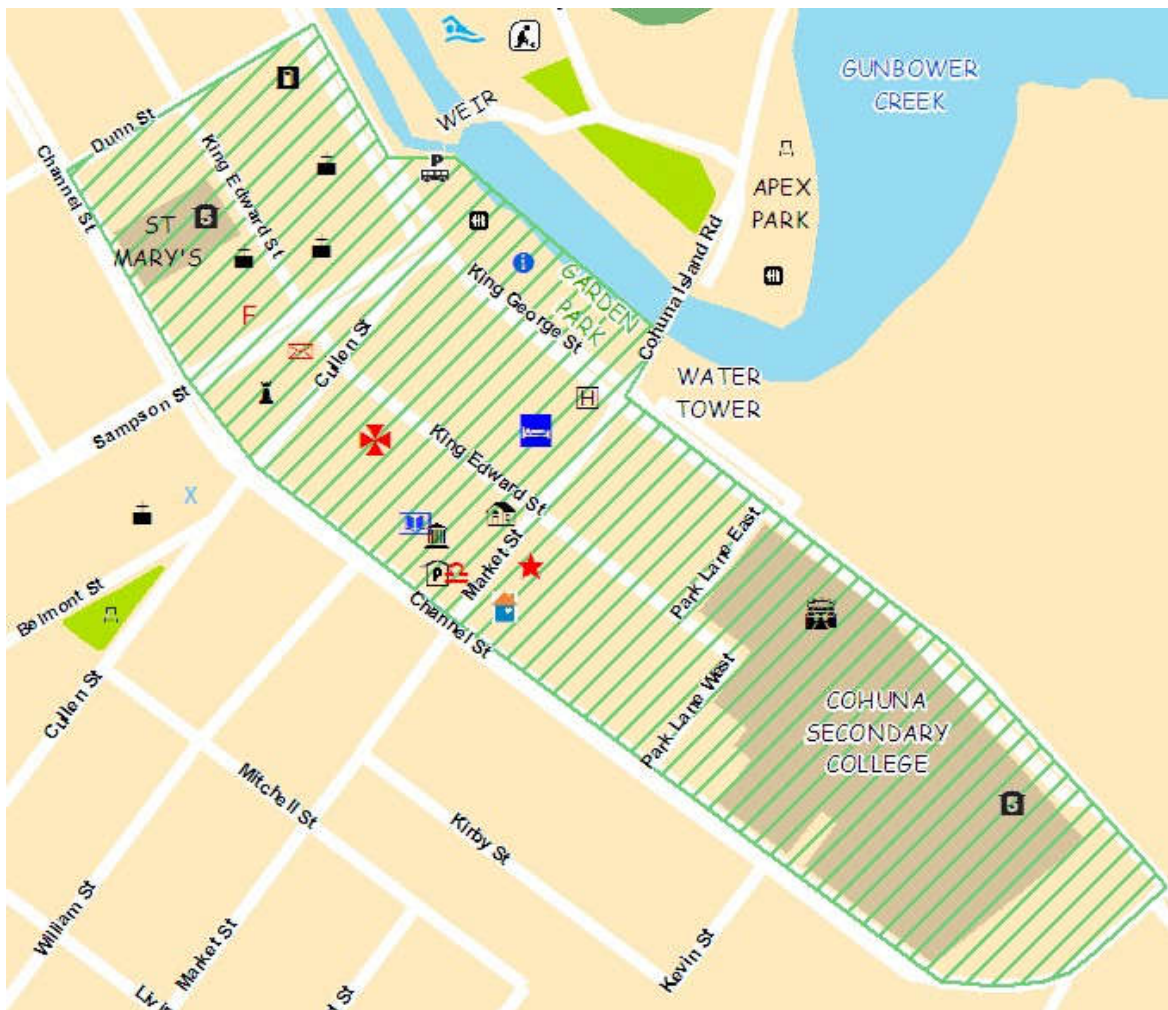 GUNBOWER
CREEK
WEIR
Dunn St
P
Channel St
King Edward St
APEX
PARK
ST
MARY'S
Cohuna Island Rd
i
GARDEN
PARK
King George St
F
Cullen St
WATER
TOWER
H
Sampson St
King Edward St
X
Park Lane East
Market St
P
Channel St
Belmont St
Park Lane West
Cullen St
COHUNA
SECONDARY
COLLEGE
Mitchell St
Kirby St
William St
Market St
Kevin St
St